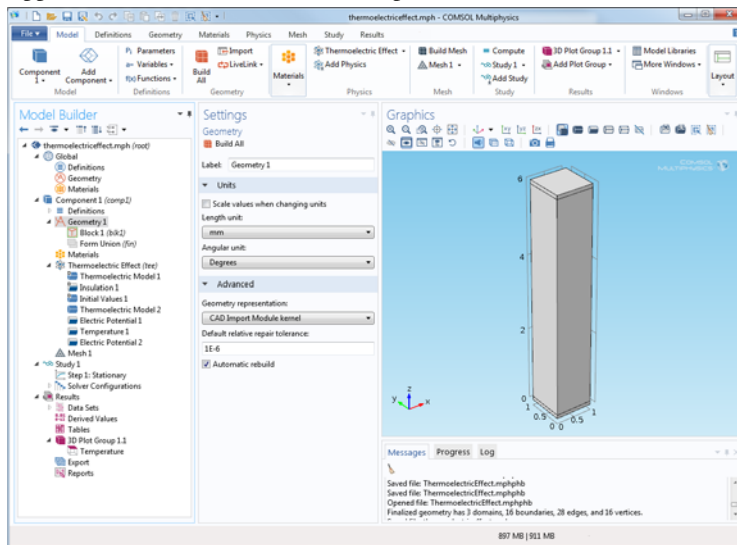 thermoelectriceffect.mph - COMSOL Multiphysics
File
Model
Definitions
Geometry
Materials
Physics
Mesh
Study
Results
Component 1
Add Component
Model
Pi Parameters
a= Variables
f(x) Functions
Definitions
Build All
Import
LiveLink
Geometry
Materials
Thermoelectric Effect
Add Physics
Physics
Build Mesh
Mesh 1
Mesh
Compute
Study 1
Add Study
Study
3D Plot Group 1.1
Add Plot Group
Results
Model Libraries
More Windows
Windows
Layout
Model Builder
thermoelectriceffect.mph (root)
Global
Definitions
Geometry
Materials
Component 1 (comp1)
Definitions
Geometry 1
Block 1 (blk1)
Form Union (fin)
Materials
Thermoelectric Effect (tee)
Thermoelectric Model 1
Insulation 1
Initial Values 1
Thermoelectric Model 2
Electric Potential 1
Temperature 1
Electric Potential 2
Mesh 1
Study 1
Step 1: Stationary
Solver Configurations
Results
Data Sets
Derived Values
Tables
3D Plot Group 1.1
Temperature
Export
Reports
Settings
Geometry
Build All
Label: Geometry 1
Units
Scale values when changing units
Length unit:
mm
Angular unit:
Degrees
Advanced
Geometry representation:
CAD Import Module kernel
Default relative repair tolerance:
1E-6
Automatic rebuild
Graphics
COMSOL
MULTIPHYSICS
6
4
2
0
1
0.5
0 0
0.5
1
z
y
x
Messages
Progress
Log
Saved file: ThermoelectricEffect.mphphb
Saved file: ThermoelectricEffect.mphphb
Opened file: ThermoelectricEffect.mphphb
Finalized geometry has 3 domains, 16 boundaries, 28 edges, and 16 vertices.
897 MB | 911 MB